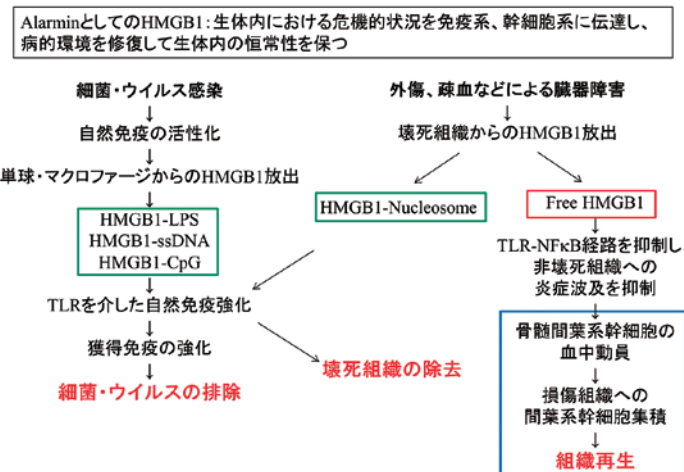 AlarminとしてのHMGB1：生体内における危機的状況を免疫系、幹細胞系に伝達し、
病的環境を修復して生体内の恒常性を保つ
細菌・ウイルス感染
↓
自然免疫の活性化
↓
単球・マクロファージからのHMGB1放出
↓
HMGB1-LPS
HMGB1-ssDNA
HMGB1-CpG
↓
TLRを介した自然免疫強化
↓
獲得免疫の強化
↓
細菌・ウイルスの排除
外傷、疎血などによる臓器障害
↓
壊死組織からのHMGB1放出
HMGB1-Nucleosome
壊死組織の除去
Free HMGB1
↓
TLR-NFκB経路を抑制し、
非壊死組織への
炎症波及を抑制
↓
骨髄間葉系幹細胞の
血中動員
↓
損傷組織への
間葉系幹細胞集積
↓
組織再生